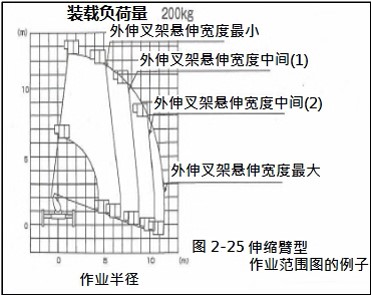 装载负荷量 200kg
(m)
外伸叉架悬伸宽度最小
外伸叉架悬伸宽度中间(1)
10
外伸叉架悬伸宽度中间(2)
5
外伸叉架悬伸宽度最大
0
图 2-25 伸缩臂型
作业范围图的例子
0 5 10 (m)
作业半径